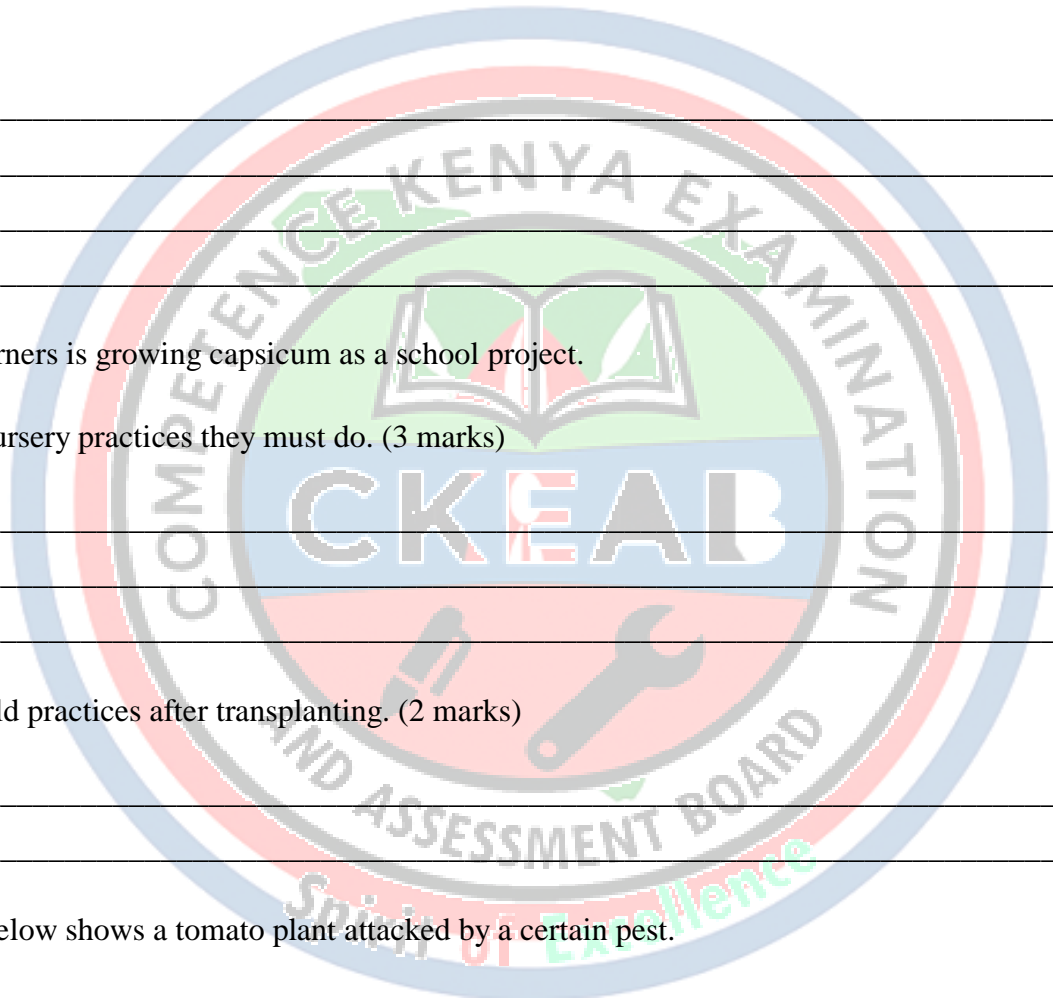 COMPETENCE KENYA EXAMINATION
rners is growing capsicum as a school project.
ursery practices they must do. (3 marks)
CKEAB
ld practices after transplanting. (2 marks)
AND ASSESSMENT BOARD
Spirit of Excellence
elow shows a tomato plant attacked by a certain pest.